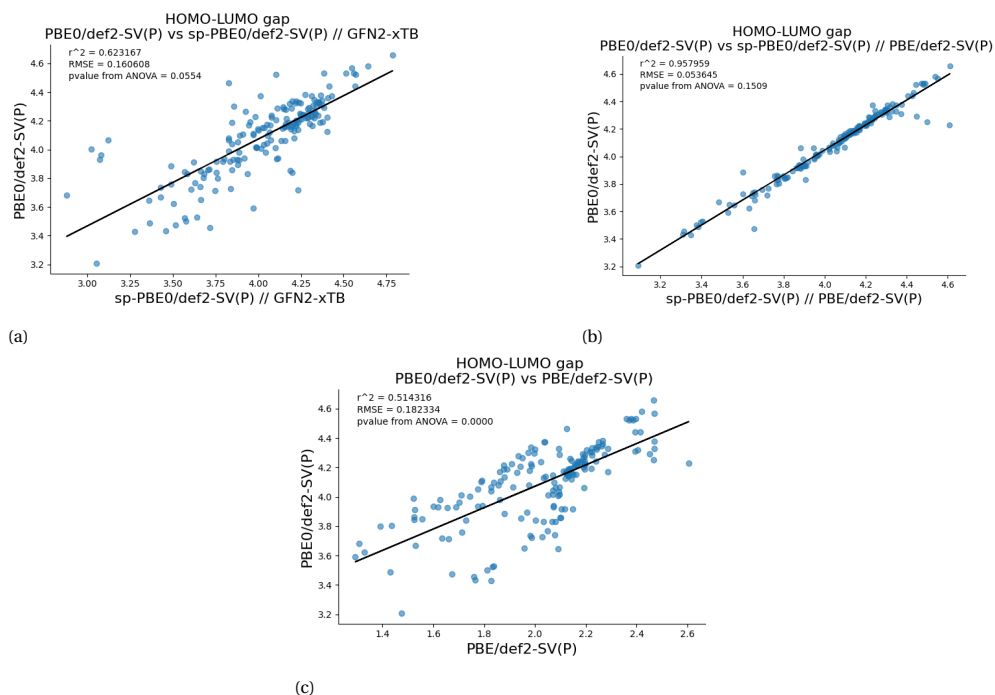 HOMO-LUMO gap
PBE0/def2-SV(P) vs sp-PBE0/def2-SV(P) // GFN2-xTB
r^2 = 0.623167
RMSE = 0.160608
pvalue from ANOVA = 0.0554
PBE0/def2-SV(P)
4.6
4.4
4.2
4.0
3.8
3.6
3.4
3.2
3.00 3.25 3.50 3.75 4.00 4.25 4.50 4.75
sp-PBE0/def2-SV(P) // GFN2-xTB
(a)
HOMO-LUMO gap
PBE0/def2-SV(P) vs sp-PBE0/def2-SV(P) // PBE/def2-SV(P)
r^2 = 0.957959
RMSE = 0.053645
pvalue from ANOVA = 0.1509
PBE0/def2-SV(P)
4.6
4.4
4.2
4.0
3.8
3.6
3.4
3.2
3.2 3.4 3.6 3.8 4.0 4.2 4.4 4.6
sp-PBE0/def2-SV(P) // PBE/def2-SV(P)
(b)
HOMO-LUMO gap
PBE0/def2-SV(P) vs PBE/def2-SV(P)
r^2 = 0.514316
RMSE = 0.182334
pvalue from ANOVA = 0.0000
PBE0/def2-SV(P)
4.6
4.4
4.2
4.0
3.8
3.6
3.4
3.2
1.4 1.6 1.8 2.0 2.2 2.4 2.6
PBE/def2-SV(P)
(c)